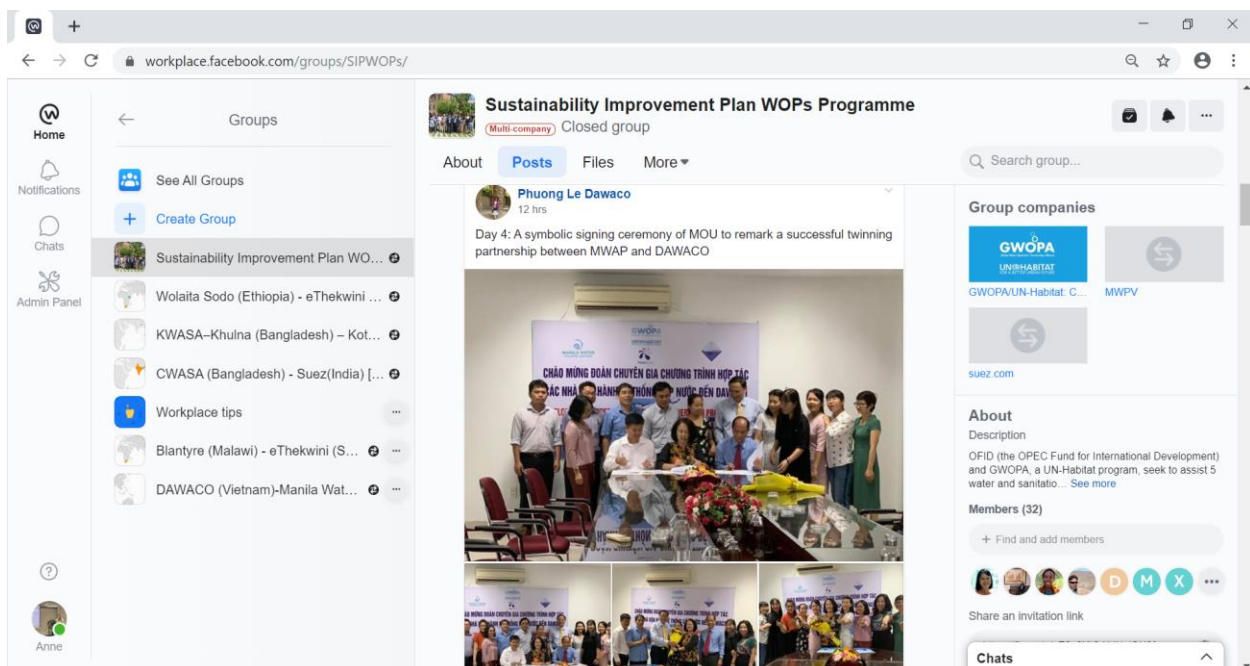 workplace.facebook.com/groups/SIPWOPs/
Home
Notifications
Chats
Admin Panel
Anne
Groups
See All Groups
Create Group
Sustainability Improvement Plan WO...
Wolaita Sodo (Ethiopia) - eThekwini ...
KWASA–Khulna (Bangladesh) – Kot...
CWASA (Bangladesh) - Suez(India) [...
Workplace tips
Blantyre (Malawi) - eThekwini (S...
DAWACO (Vietnam)-Manila Wat...
Sustainability Improvement Plan WOPs Programme
Multi-company Closed group
About Posts Files More
Search group...
Phuong Le Dawaco
12 hrs
Day 4: A symbolic signing ceremony of MOU to remark a successful twinning
partnership between MWAP and DAWACO
GWOPA
MANILA WATER
CHÀO MỪNG ĐOÀN CHUYÊN GIA CHƯƠNG TRÌNH HỢP TÁC
Group companies
GWOPA
UN-HABITAT
GWOPA/UN-Habitat: C...
MWPV
suez.com
About
Description
OFID (the OPEC Fund for International Development)
and GWOPA, a UN-Habitat program, seek to assist 5
water and sanitatio... See more
Members (32)
+ Find and add members
D M X
Share an invitation link
Chats